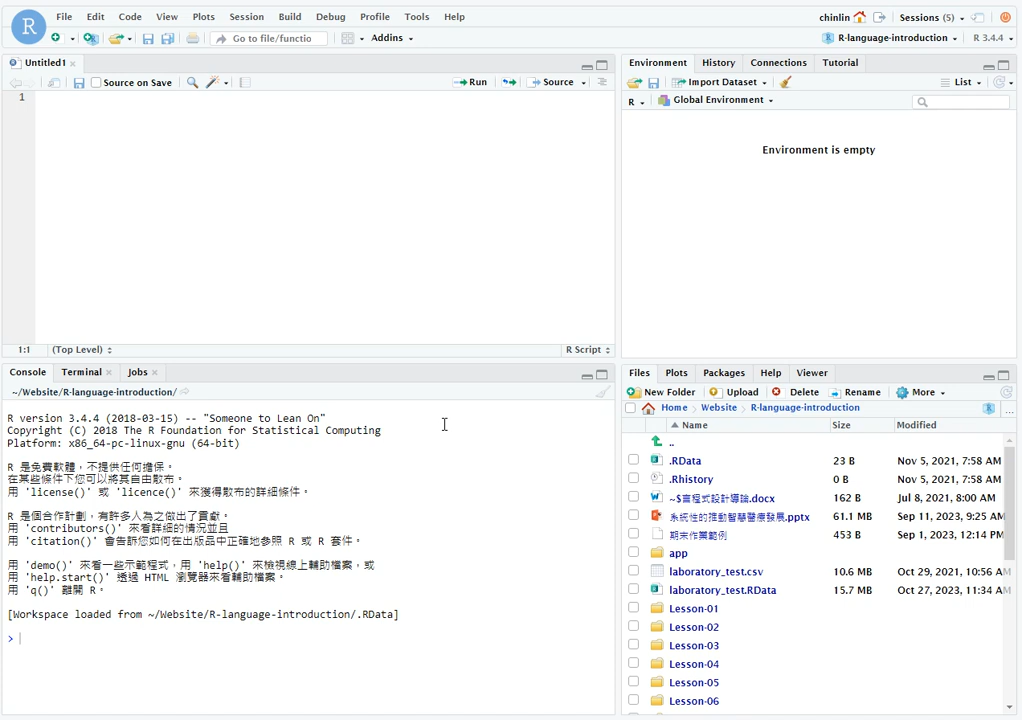 R
File Edit Code View Plots Session Build Debug Profile Tools Help
chinlin Sessions (5)
Go to file/functio Addins
R-language-introduction R 3.4.4
Untitled1
Source on Save Run Source
1
1:1 (Top Level) R Script
Console Terminal Jobs
~/Website/R-language-introduction/
R version 3.4.4 (2018-03-15) -- "Someone to Lean On"
Copyright (C) 2018 The R Foundation for Statistical Computing
Platform: x86_64-pc-linux-gnu (64-bit)
R 是免費軟體，不提供任何擔保。
在某些條件下您可以將其自由散布。
用 'license()' 或 'licence()' 來獲得散布的詳細條件。
R 是個合作計劃，有許多人為之做出了貢獻。
用 'contributors()' 來看詳細的情況並且
用 'citation()' 會告訴您如何在出版品中正確地參照 R 或 R 套件。
用 'demo()' 來看一些示範程式，用 'help()' 來檢視線上輔助檔案，或
用 'help.start()' 透過 HTML 瀏覽器來看輔助檔案。
用 'q()' 離開 R。
[Workspace loaded from ~/Website/R-language-introduction/.RData]
>
Environment History Connections Tutorial
Import Dataset List
R Global Environment
Environment is empty
Files Plots Packages Help Viewer
New Folder Upload Delete Rename More
Home Website R-language-introduction ...
Name Size Modified
..
.RData 23 B Nov 5, 2021, 7:58 AM
.Rhistory 0 B Nov 5, 2021, 7:58 AM
~$言程式設計導論.docx 162 B Jul 8, 2021, 8:00 AM
系統性的推動智慧醫療發展.pptx 61.1 MB Sep 11, 2023, 9:25 AM
期末作業範例 453 B Sep 1, 2023, 12:14 PM
app
laboratory_test.csv 10.6 MB Oct 29, 2021, 10:56 AM
laboratory_test.RData 15.7 MB Oct 27, 2023, 11:34 AM
Lesson-01
Lesson-02
Lesson-03
Lesson-04
Lesson-05
Lesson-06